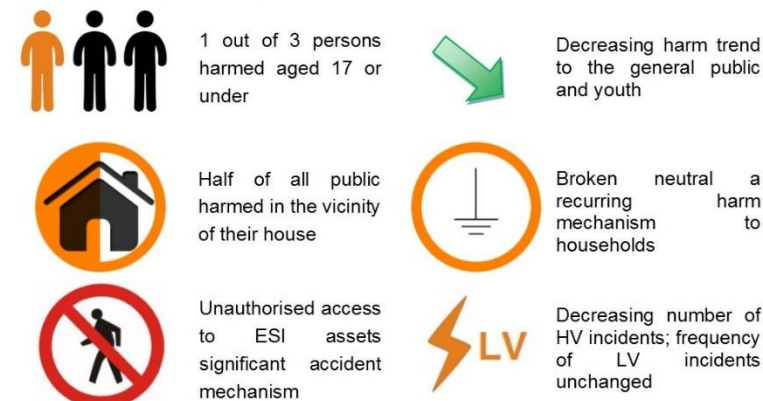 1 out of 3 persons
harmed aged 17 or
under
Decreasing harm trend
to the general public
and youth
Half of all public
harmed in the vicinity
of their house
Broken neutral a
recurring harm
mechanism to
households
Unauthorised access
to ESI assets
significant accident
mechanism
LV
Decreasing number of
HV incidents; frequency
of LV incidents
unchanged